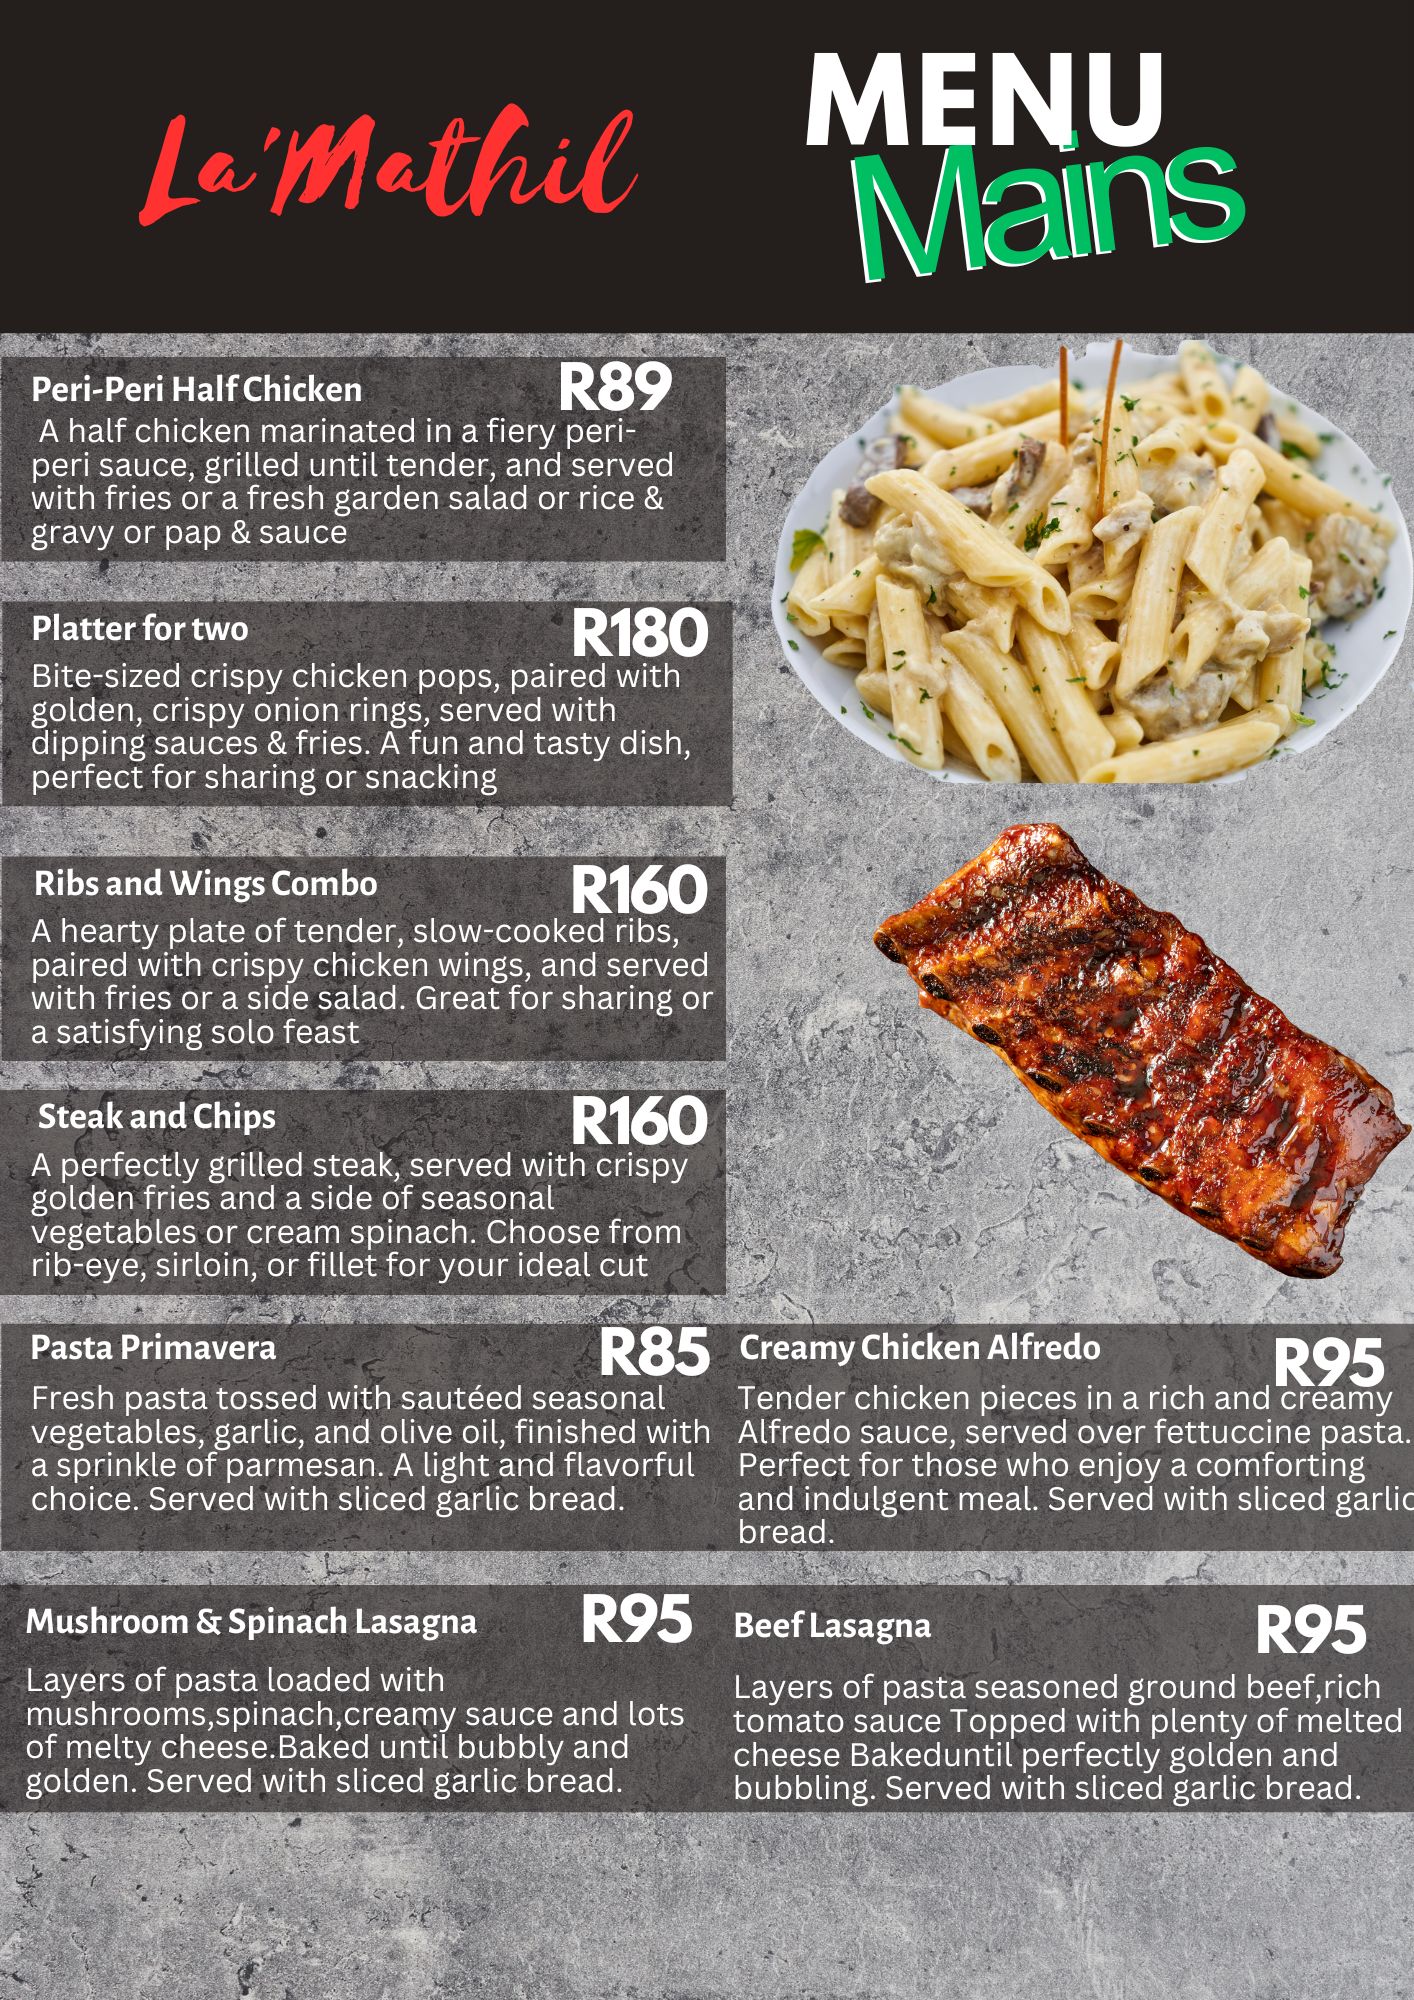 La'Mathil
MENU
Mains
Peri-Peri Half Chicken
R89
A half chicken marinated in a fiery peri-
peri sauce, grilled until tender, and served
with fries or a fresh garden salad or rice &
gravy or pap & sauce
Platter for two
R180
Bite-sized crispy chicken pops, paired with
golden, crispy onion rings, served with
dipping sauces & fries. A fun and tasty dish,
perfect for sharing or snacking
Ribs and Wings Combo
R160
A hearty plate of tender, slow-cooked ribs,
paired with crispy chicken wings, and served
with fries or a side salad. Great for sharing or
a satisfying solo feast
Steak and Chips
R160
A perfectly grilled steak, served with crispy
golden fries and a side of seasonal
vegetables or cream spinach. Choose from
rib-eye, sirloin, or fillet for your ideal cut
Pasta Primavera
R85
Fresh pasta tossed with sautéed seasonal
vegetables, garlic, and olive oil, finished with
a sprinkle of parmesan. A light and flavorful
choice. Served with sliced garlic bread.
Creamy Chicken Alfredo
R95
Tender chicken pieces in a rich and creamy
Alfredo sauce, served over fettuccine pasta.
Perfect for those who enjoy a comforting
and indulgent meal. Served with sliced garlic
bread.
Mushroom & Spinach Lasagna
R95
Layers of pasta loaded with
mushrooms,spinach,creamy sauce and lots
of melty cheese.Baked until bubbly and
golden. Served with sliced garlic bread.
Beef Lasagna
R95
Layers of pasta seasoned ground beef,rich
tomato sauce Topped with plenty of melted
cheese Bakeduntil perfectly golden and
bubbling. Served with sliced garlic bread.